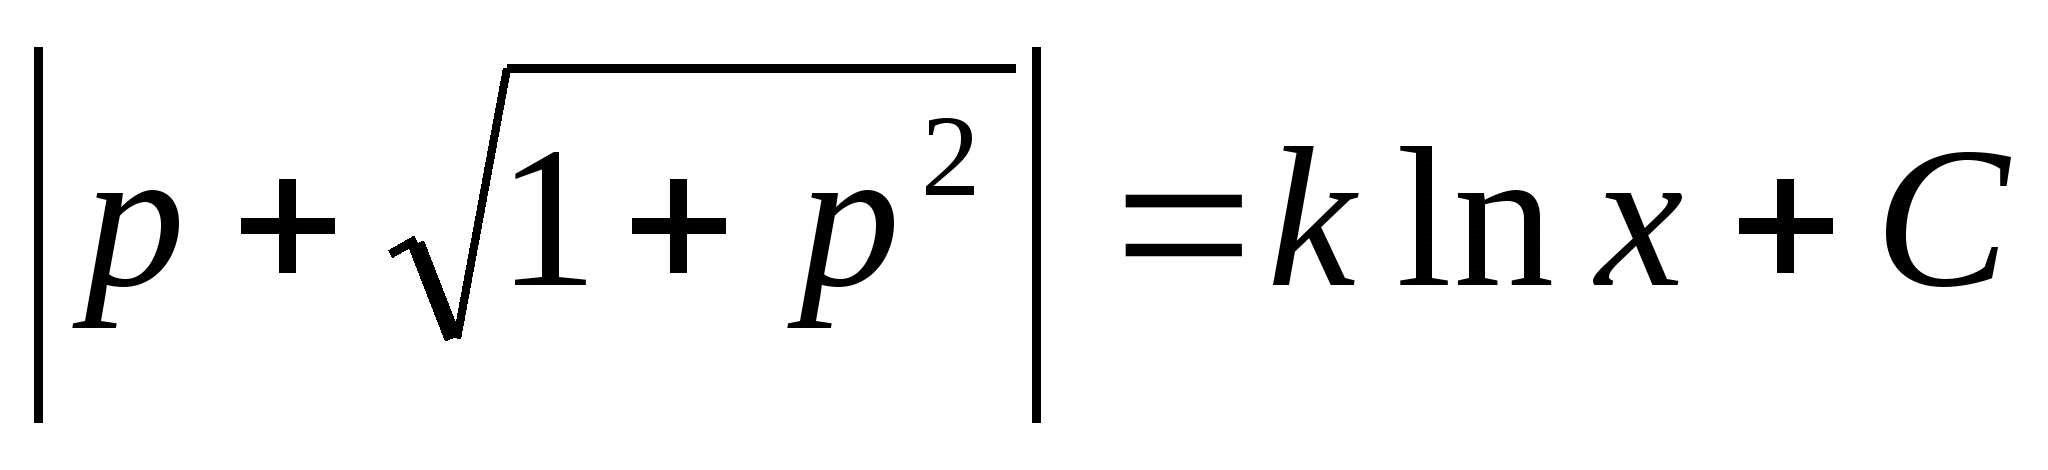 |p + √(1 + p²)| = k ln x + C